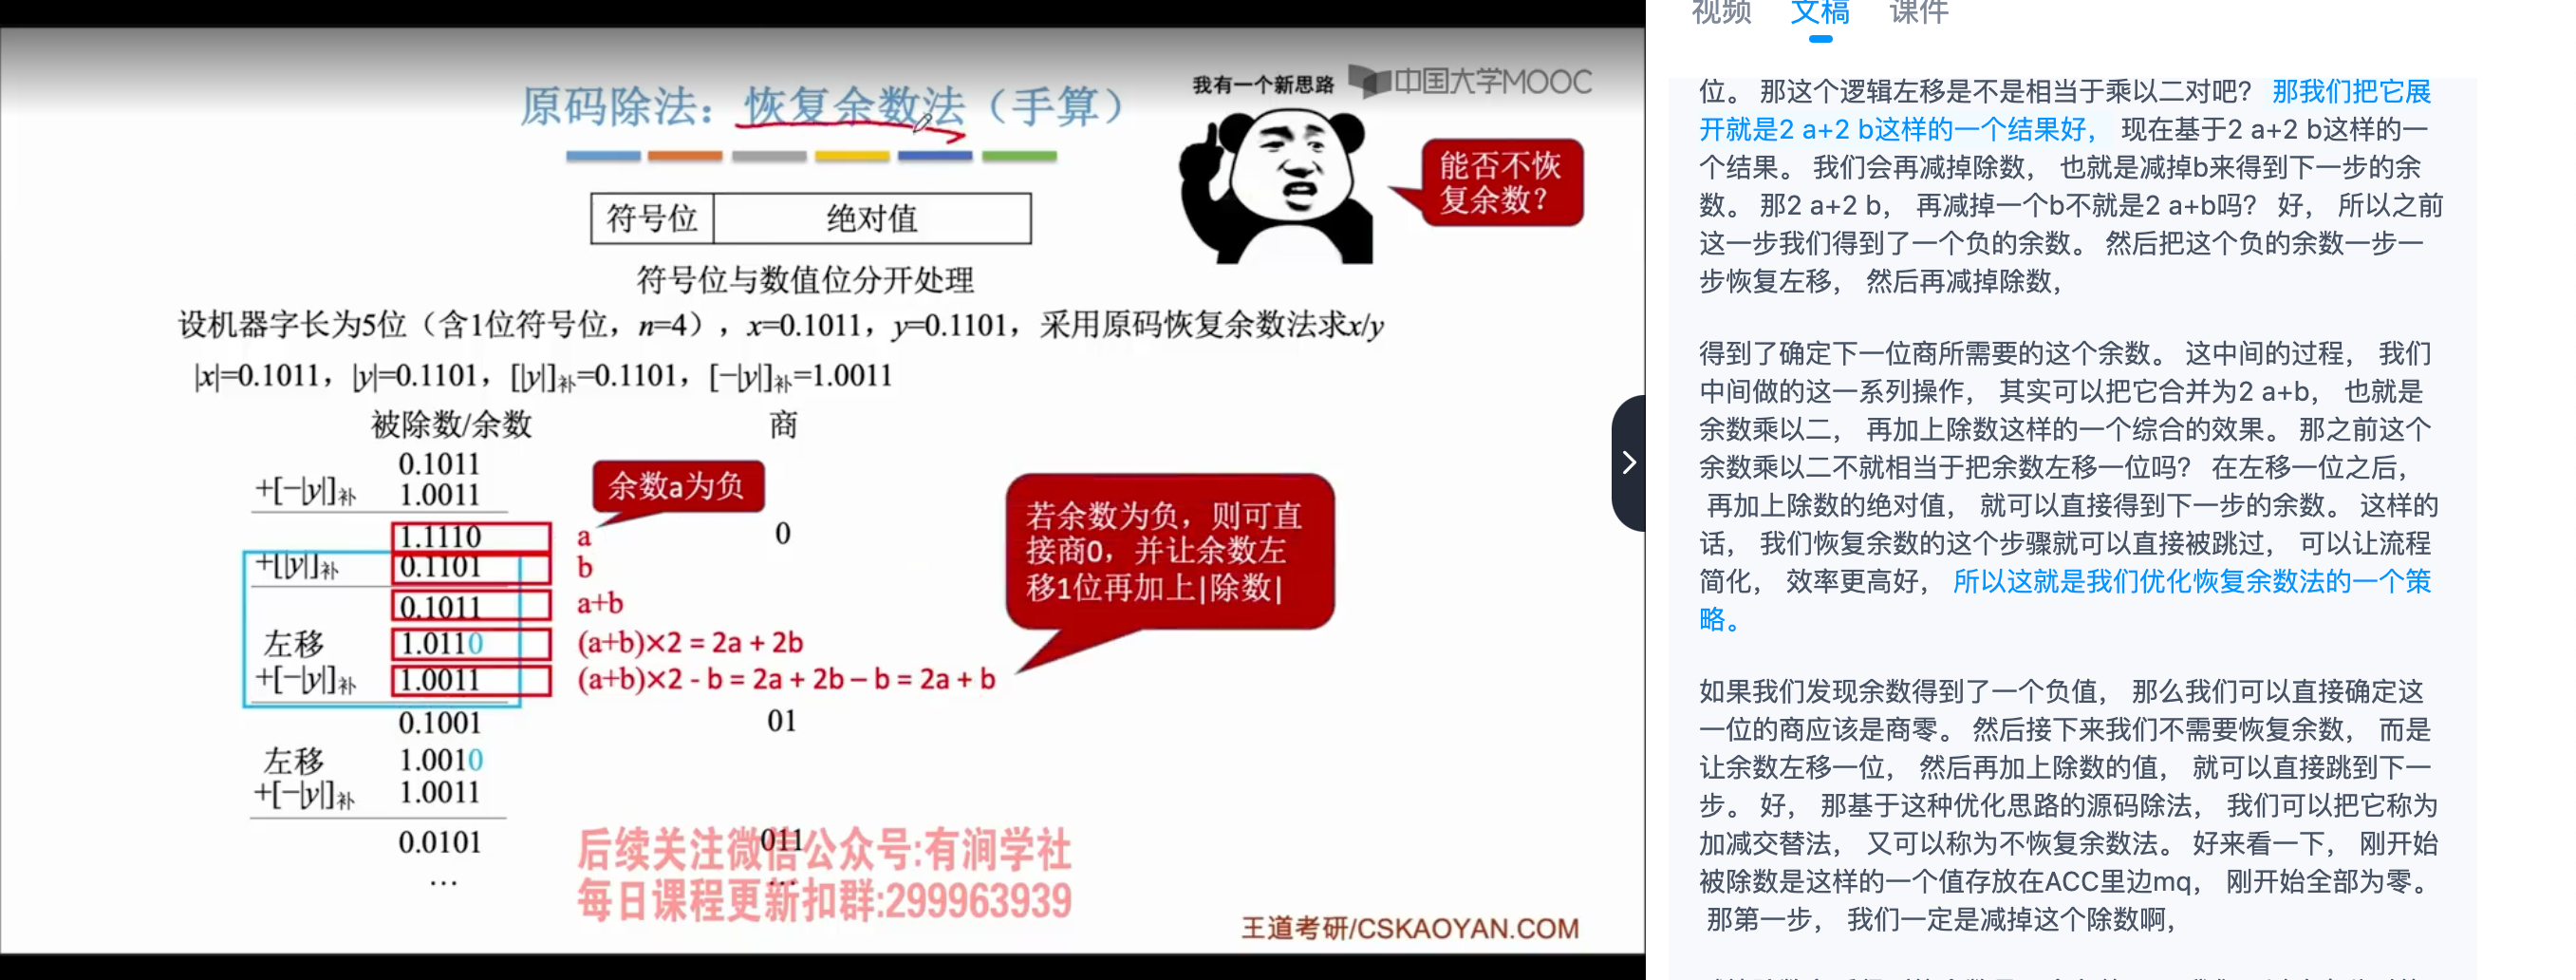 我有一个新思路
中国大学MOOC
原码除法：恢复余数法（手算）
能否不恢
复余数？
符号位 绝对值
符号位与数值位分开处理
设机器字长为5位（含1位符号位，n=4），x=0.1011，y=0.1101，采用原码恢复余数法求x/y
|x|=0.1011，|y|=0.1101，[|y|]补=0.1101，[−|y|]补=1.0011
被除数/余数 商
0.1011
+[−|y|]补 1.0011
余数a为负
1.1110 a 0
+[|y|]补 0.1101 b
0.1011 a+b
左移 1.0110 (a+b)×2 = 2a + 2b
+[−|y|]补 1.0011 (a+b)×2 - b = 2a + 2b – b = 2a + b
若余数为负，则可直
接商0，并让余数左
移1位再加上|除数|
0.1001 01
左移 1.0010
+[−|y|]补 1.0011
0.0101 011
... ...
后续关注微信公众号:有涧学社
每日课程更新扣群:299963939
王道考研/CSKAOYAN.COM
视频 文稿 课件
位。 那这个逻辑左移是不是相当于乘以二对吧？ 那我们把它展
开就是2 a+2 b这样的一个结果好， 现在基于2 a+2 b这样的一
个结果。 我们会再减掉除数， 也就是减掉b来得到下一步的余
数。 那2 a+2 b， 再减掉一个b不就是2 a+b吗？ 好， 所以之前
这一步我们得到了一个负的余数。 然后把这个负的余数一步一
步恢复左移， 然后再减掉除数，
得到了确定下一位商所需要的这个余数。 这中间的过程， 我们
中间做的这一系列操作， 其实可以把它合并为2 a+b， 也就是
余数乘以二， 再加上除数这样的一个综合的效果。 那之前这个
余数乘以二不就相当于把余数左移一位吗？ 在左移一位之后，
再加上除数的绝对值， 就可以直接得到下一步的余数。 这样的
话， 我们恢复余数的这个步骤就可以直接被跳过， 可以让流程
简化， 效率更高好， 所以这就是我们优化恢复余数法的一个策
略。
如果我们发现余数得到了一个负值， 那么我们可以直接确定这
一位的商应该是商零。 然后接下来我们不需要恢复余数， 而是
让余数左移一位， 然后再加上除数的值， 就可以直接跳到下一
步。 好， 那基于这种优化思路的源码除法， 我们可以把它称为
加减交替法， 又可以称为不恢复余数法。 好来看一下， 刚开始
被除数是这样的一个值存放在ACC里边mq， 刚开始全部为零。
那第一步， 我们一定是减掉这个除数啊，